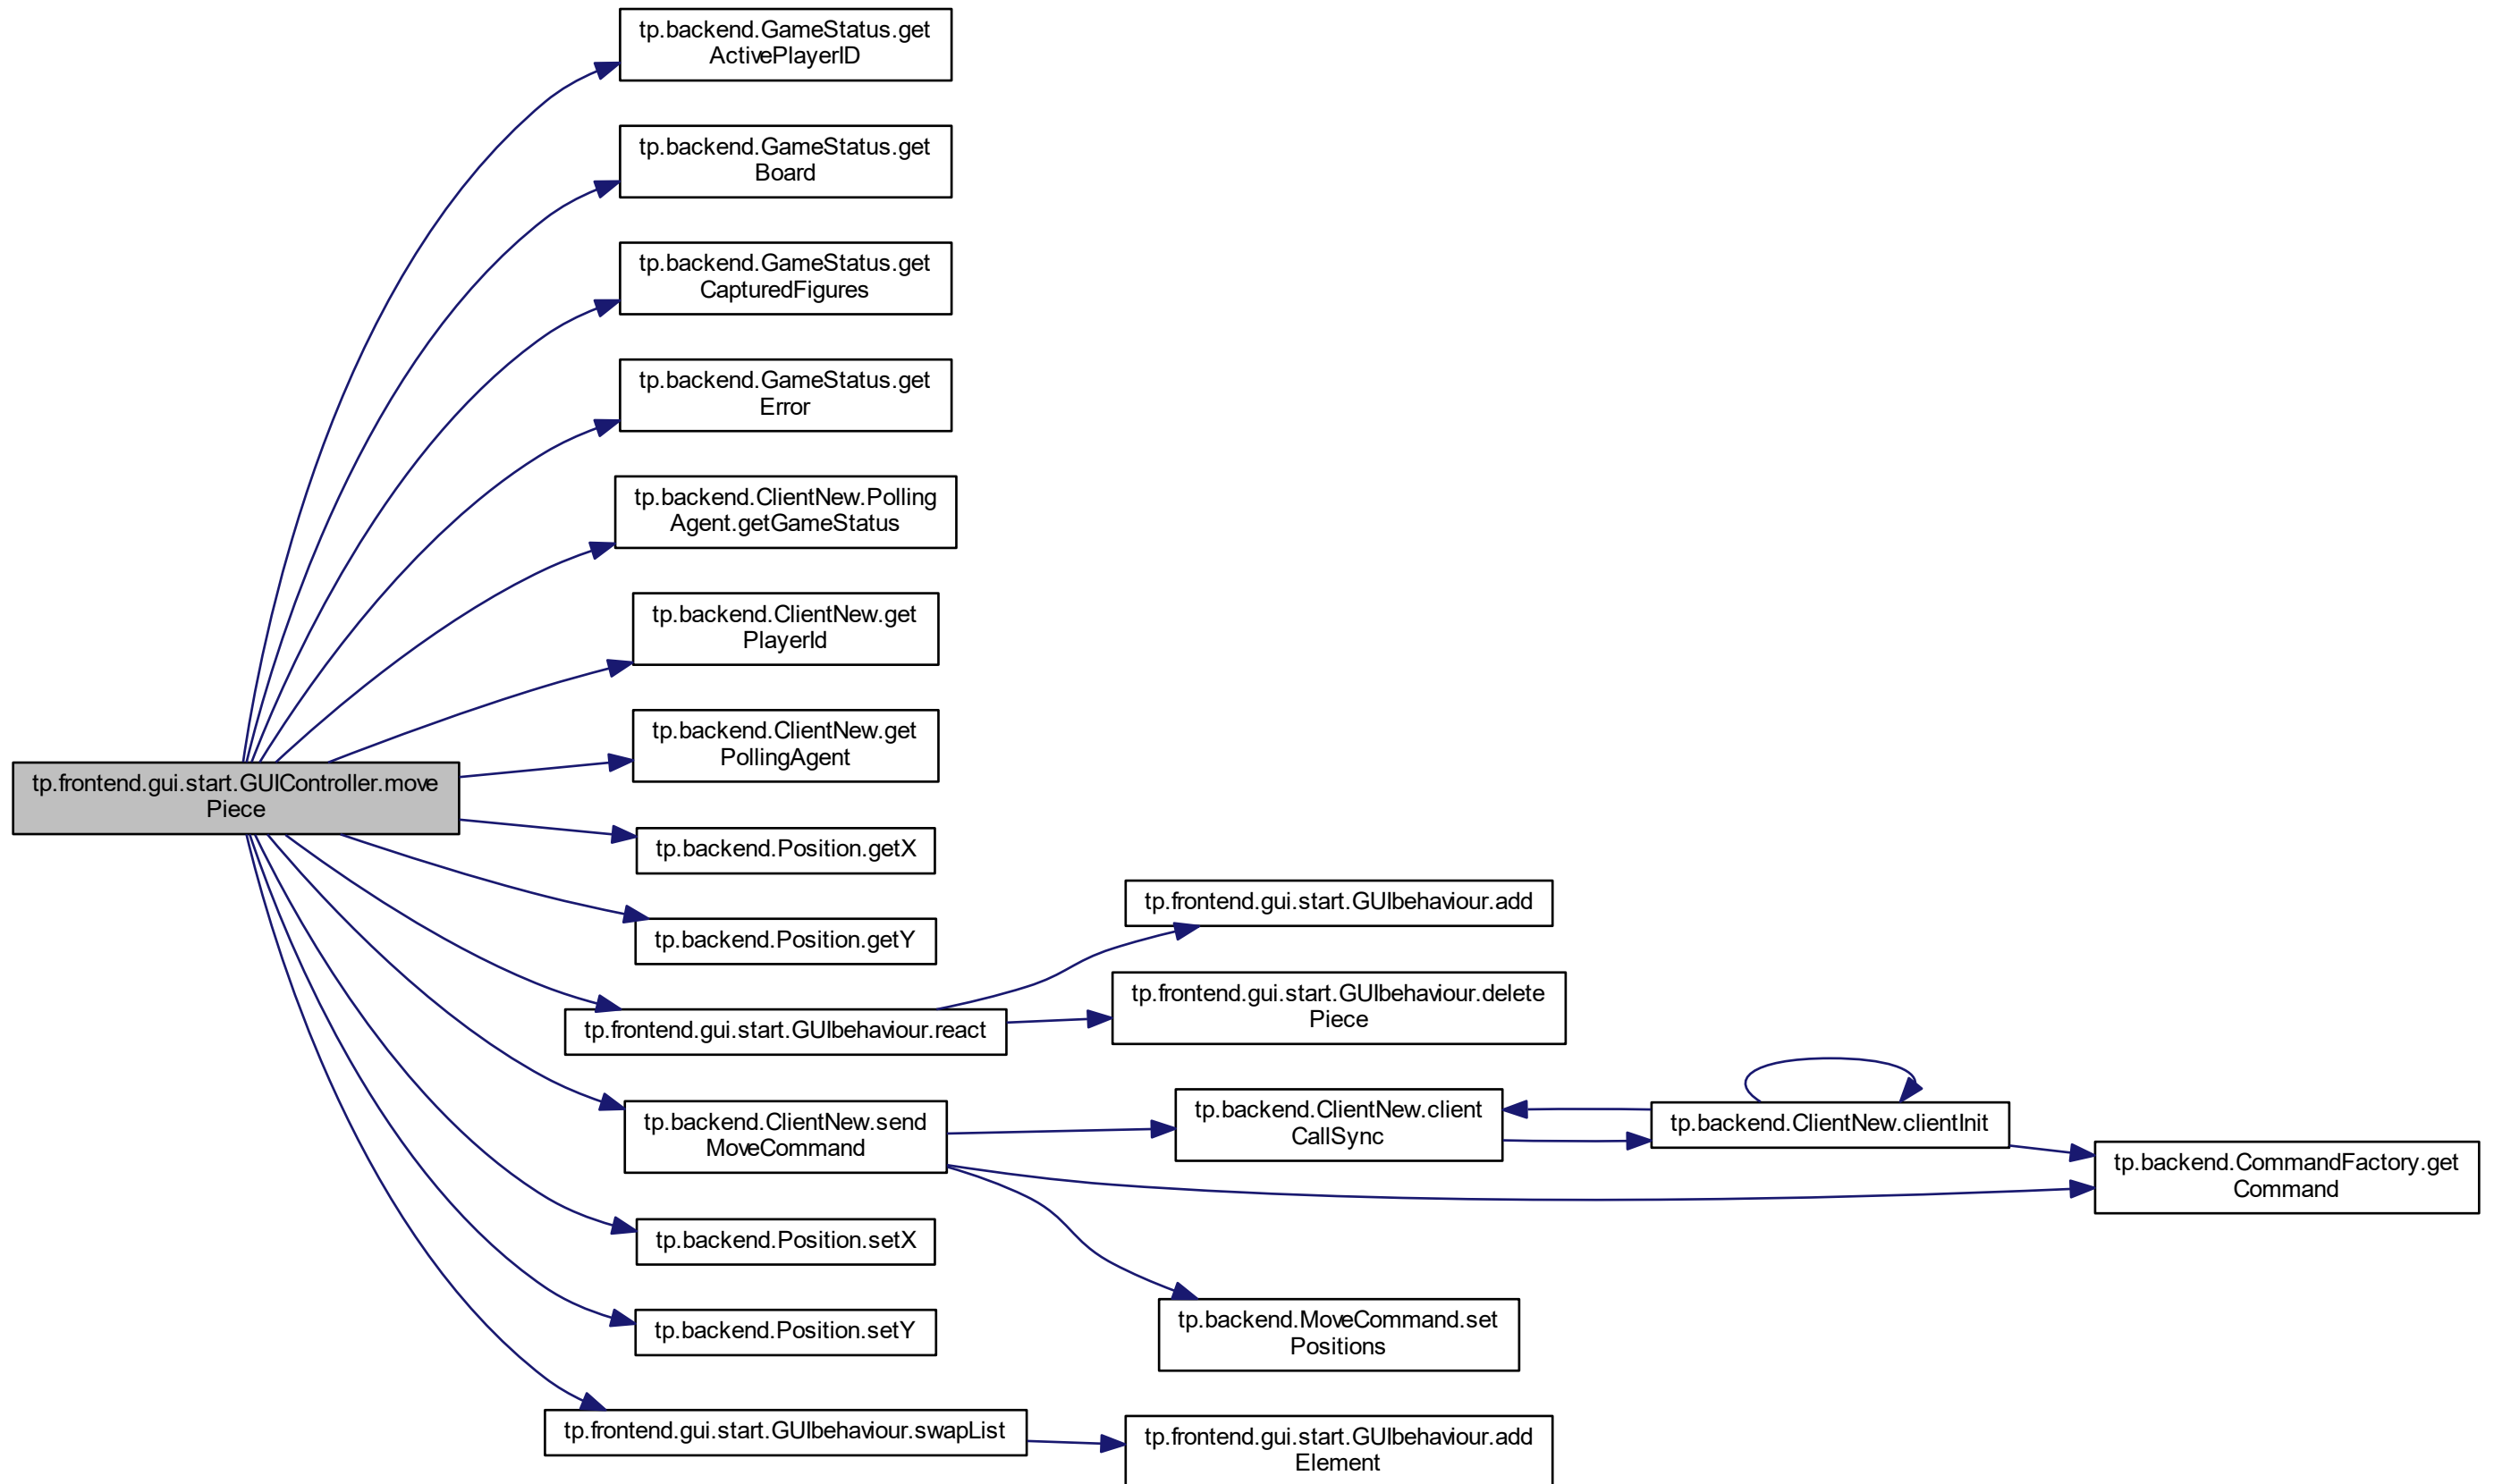 tp.backend.GameStatus.get
ActivePlayerID
tp.backend.GameStatus.get
Board
tp.backend.GameStatus.get
CapturedFigures
tp.backend.GameStatus.get
Error
tp.backend.ClientNew.Polling
Agent.getGameStatus
tp.backend.ClientNew.get
PlayerId
tp.backend.ClientNew.get
PollingAgent
tp.frontend.gui.start.GUIController.move
Piece
tp.backend.Position.getX
tp.frontend.gui.start.GUIbehaviour.add
tp.backend.Position.getY
tp.frontend.gui.start.GUIbehaviour.delete
Piece
tp.frontend.gui.start.GUIbehaviour.react
tp.backend.ClientNew.client
CallSync
tp.backend.ClientNew.clientInit
tp.backend.ClientNew.send
MoveCommand
tp.backend.CommandFactory.get
Command
tp.backend.Position.setX
tp.backend.MoveCommand.set
Positions
tp.backend.Position.setY
tp.frontend.gui.start.GUIbehaviour.swapList
tp.frontend.gui.start.GUIbehaviour.add
Element